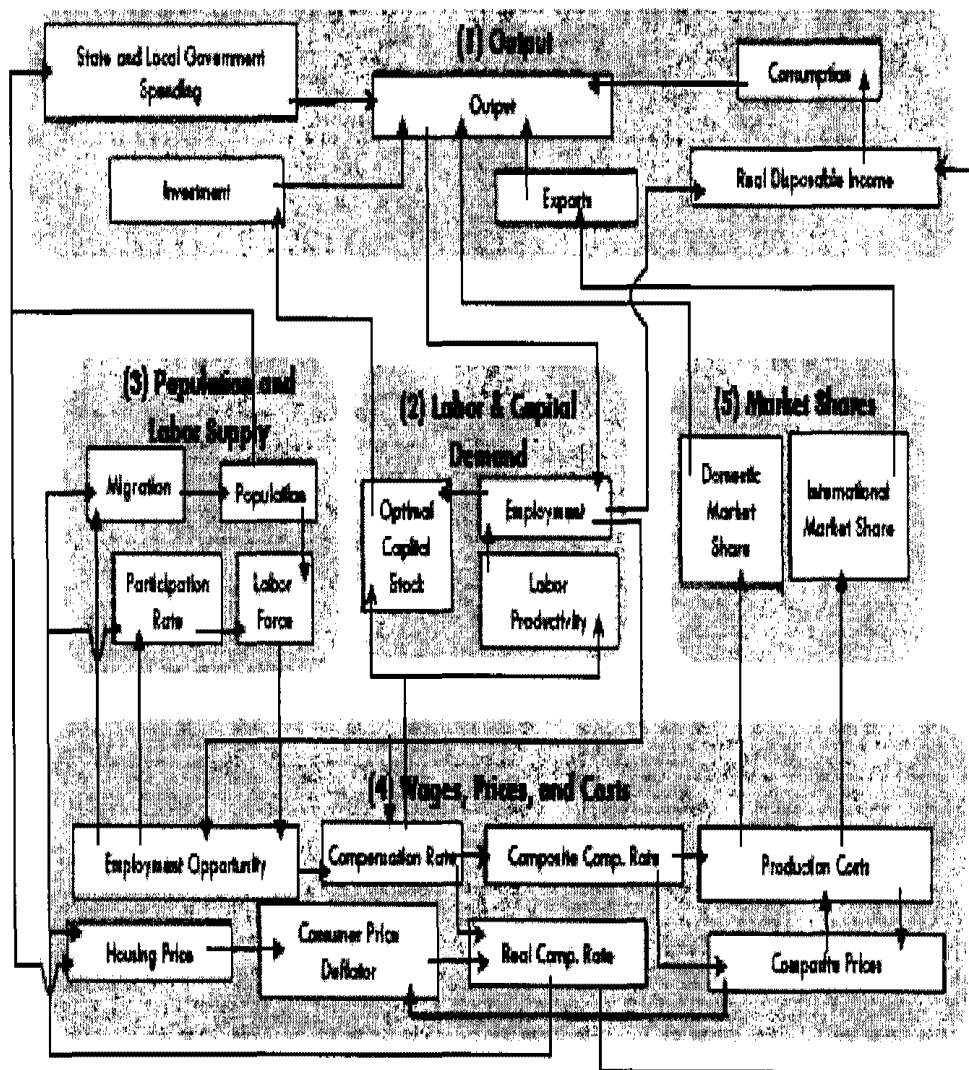 (1) Output
State and Local Government
Spending
Output
Consumption
Investment
Exports
Real Disposable Income
(3) Population and
Labor Supply
Migration
Population
Participation
Rate
Labor
Force
(2) Labor & Capital
Demand
Optimal
Capital
Stock
Employment
Labor
Productivity
(5) Market Shares
Domestic
Market
Share
International
Market Share
(4) Wages, Prices, and Costs
Employment Opportunity
Compensation Rate
Composite Comp. Rate
Production Costs
Housing Price
Consumer Price
Deflator
Real Comp. Rate
Composite Prices